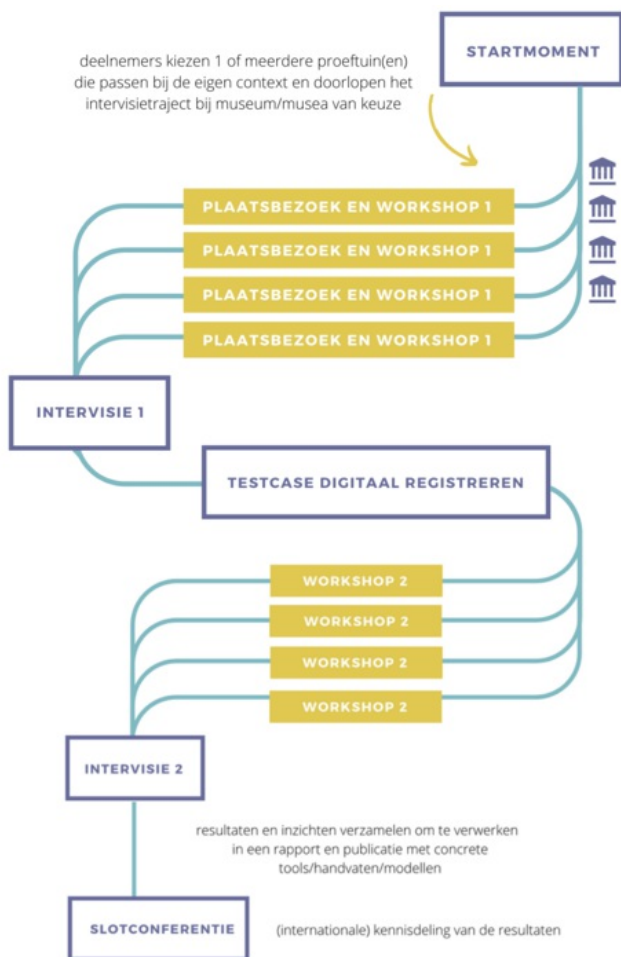 STARTMOMENT
deelnemers kiezen 1 of meerdere proeftuin(en)
die passen bij de eigen context en doorlopen het
intervisietraject bij museum/musea van keuze
PLAATSBEZOEK EN WORKSHOP 1
PLAATSBEZOEK EN WORKSHOP 1
PLAATSBEZOEK EN WORKSHOP 1
PLAATSBEZOEK EN WORKSHOP 1
INTERVISIE 1
TESTCASE DIGITAAL REGISTREREN
WORKSHOP 2
WORKSHOP 2
WORKSHOP 2
WORKSHOP 2
INTERVISIE 2
resultaten en inzichten verzamelen om te verwerken
in een rapport en publicatie met concrete
tools/handvaten/modellen
SLOTCONFERENTIE
(internationale) kennisdeling van de resultaten